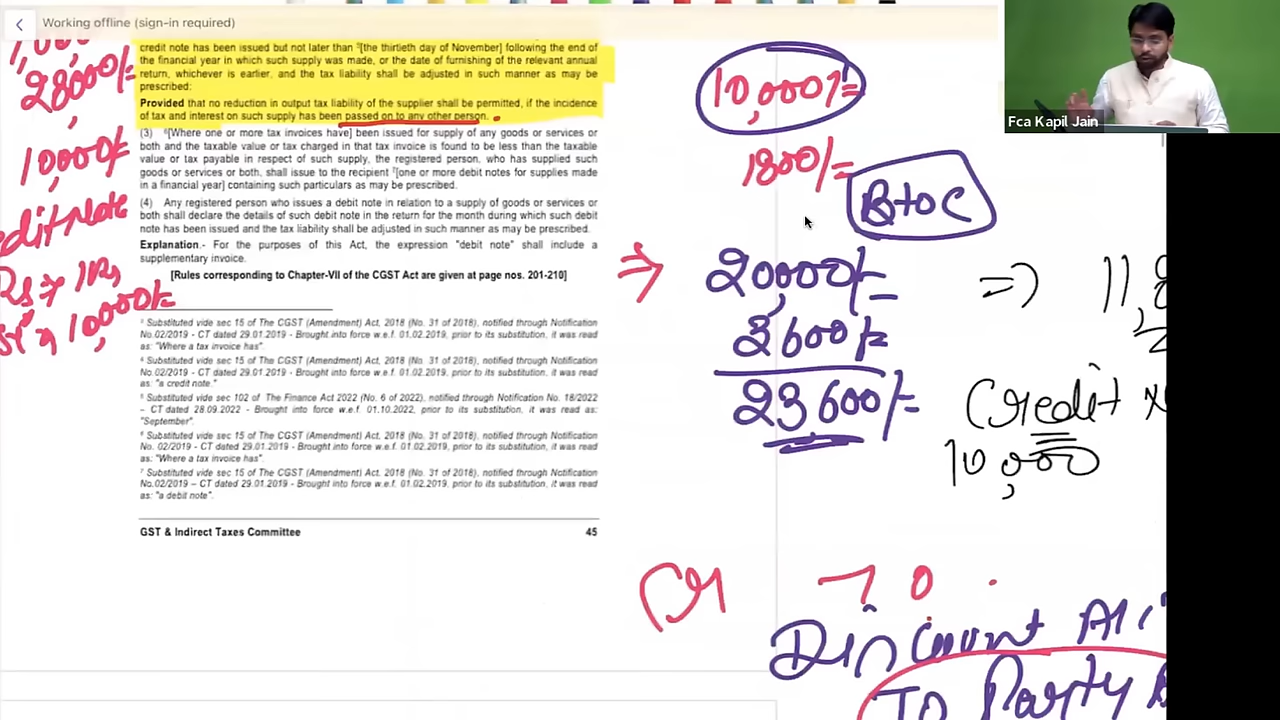 Working offline (sign-in required)
credit note has been issued but not later than ⁵[the thirtieth day of November] following the end of
the financial year in which such supply was made, or the date of furnishing of the relevant annual
return, whichever is earlier, and the tax liability shall be adjusted in such manner as may be
prescribed:
Provided that no reduction in output tax liability of the supplier shall be permitted, if the incidence
of tax and interest on such supply has been passed on to any other person.
(3) ⁶[Where one or more tax invoices have] been issued for supply of any goods or services or
both and the taxable value or tax charged in that tax invoice is found to be less than the taxable
value or tax payable in respect of such supply, the registered person, who has supplied such
goods or services or both, shall issue to the recipient ⁷[one or more debit notes for supplies made
in a financial year] containing such particulars as may be prescribed.
(4) Any registered person who issues a debit note in relation to a supply of goods or services or
both shall declare the details of such debit note in the return for the month during which such debit
note has been issued and the tax liability shall be adjusted in such manner as may be prescribed.
Explanation.- For the purposes of this Act, the expression "debit note" shall include a
supplementary invoice.
[Rules corresponding to Chapter-VII of the CGST Act are given at page nos. 201-210]
³ Substituted vide sec 15 of The CGST (Amendment) Act, 2018 (No. 31 of 2018), notified through Notification
No.02/2019 - CT dated 29.01.2019 - Brought into force w.e.f. 01.02.2019, prior to its substitution, it was read
as: "Where a tax invoice has".
⁴ Substituted vide sec 15 of The CGST (Amendment) Act, 2018 (No. 31 of 2018), notified through Notification
No.02/2019 - CT dated 29.01.2019 - Brought into force w.e.f. 01.02.2019, prior to its substitution, it was read
as: "a credit note."
⁵ Substituted vide sec 102 of The Finance Act 2022 (No. 6 of 2022), notified through Notification No. 18/2022
– CT dated 28.09.2022 - Brought into force w.e.f. 01.10.2022, prior to its substitution, it was read as:
"September".
⁶ Substituted vide sec 15 of The CGST (Amendment) Act, 2018 (No. 31 of 2018), notified through Notification
No. 02/2019 - CT dated 29.01.2019 - Brought into force w.e.f. 01.02.2019, prior to its substitution, it was read
as: "Where a tax invoice has".
⁷ Substituted vide sec 15 of The CGST (Amendment) Act, 2018 (No. 31 of 2018), notified through Notification
No.02/2019 – CT dated 29.01.2019 - Brought into force w.e.f. 01.02.2019, prior to its substitution, it was read
as: "a debit note".
GST & Indirect Taxes Committee 45
28000/-
10,000/-
edit Note
10,000/-
10,000/-
1800/-
B to C
⇒ 20,000/- ⇒ 11,8
3600/-
23600/-
Credit
10,000
Discount
To Party
Fca Kapil Jain